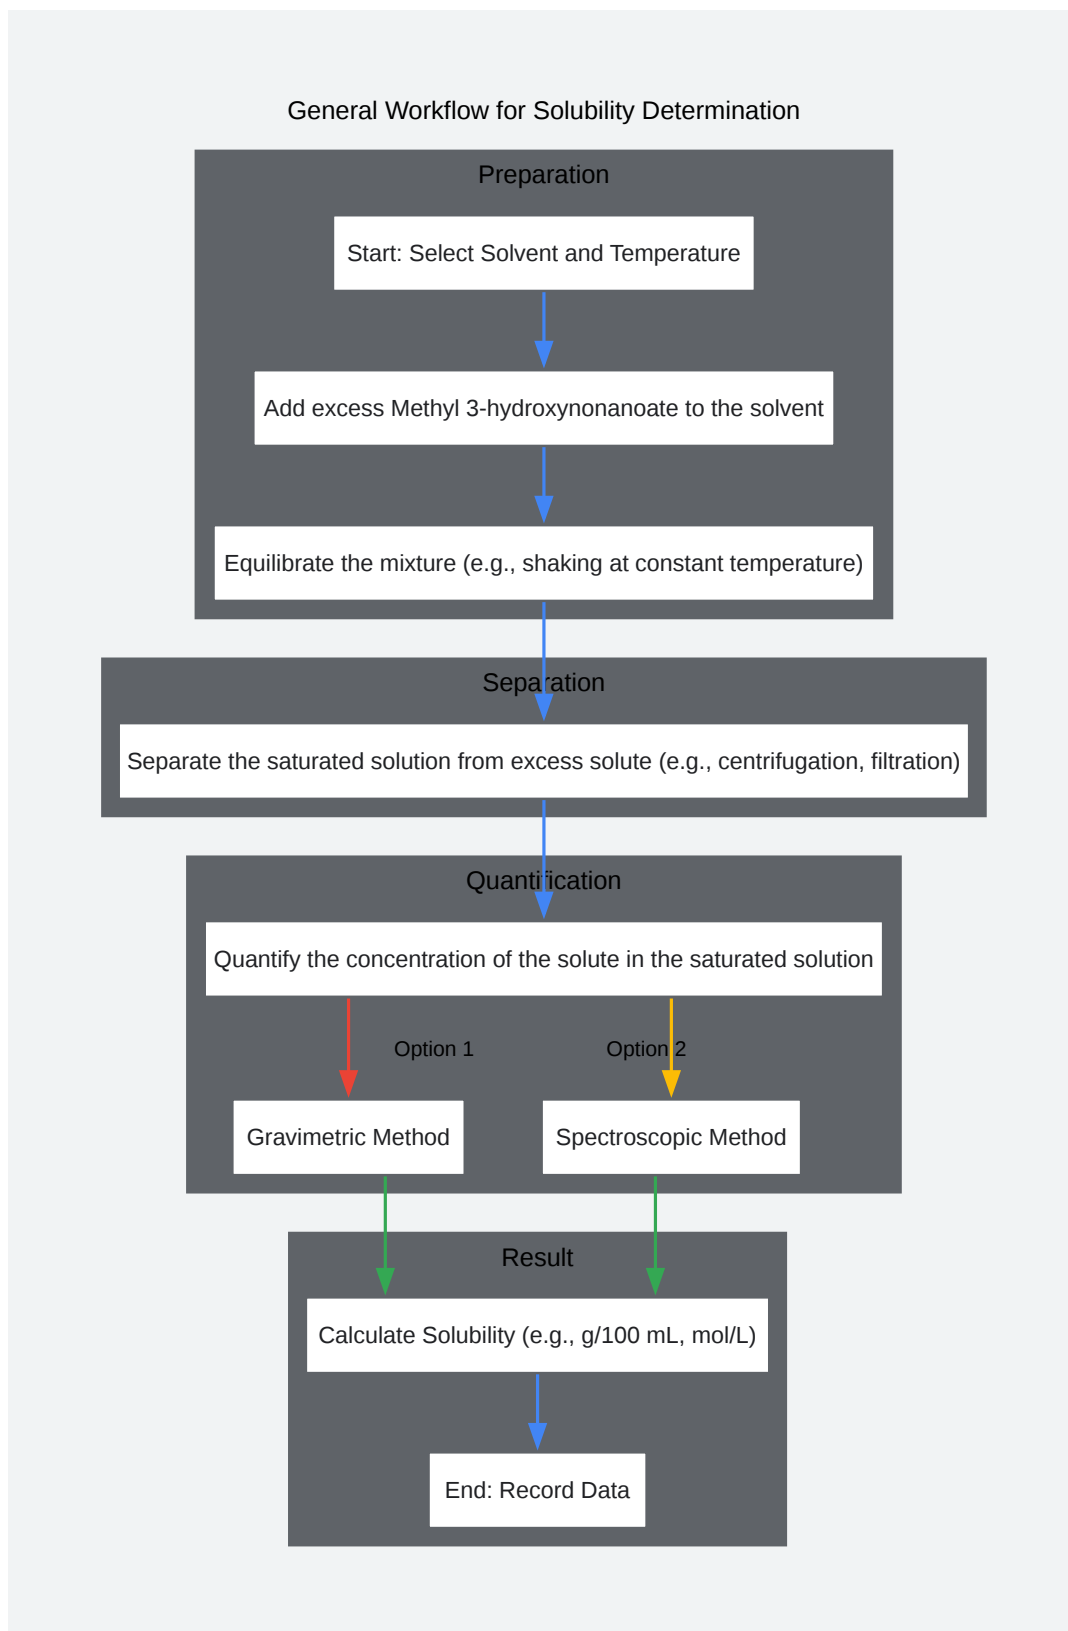 General Workflow for Solubility Determination
Preparation
Start: Select Solvent and Temperature
Add excess Methyl 3-hydroxynonanoate to the solvent
Equilibrate the mixture (e.g., shaking at constant temperature)
Separation
Separate the saturated solution from excess solute (e.g., centrifugation, filtration)
Quantification
Quantify the concentration of the solute in the saturated solution
Option 1
Option 2
Gravimetric Method
Spectroscopic Method
Result
Calculate Solubility (e.g., g/100 mL, mol/L)
End: Record Data